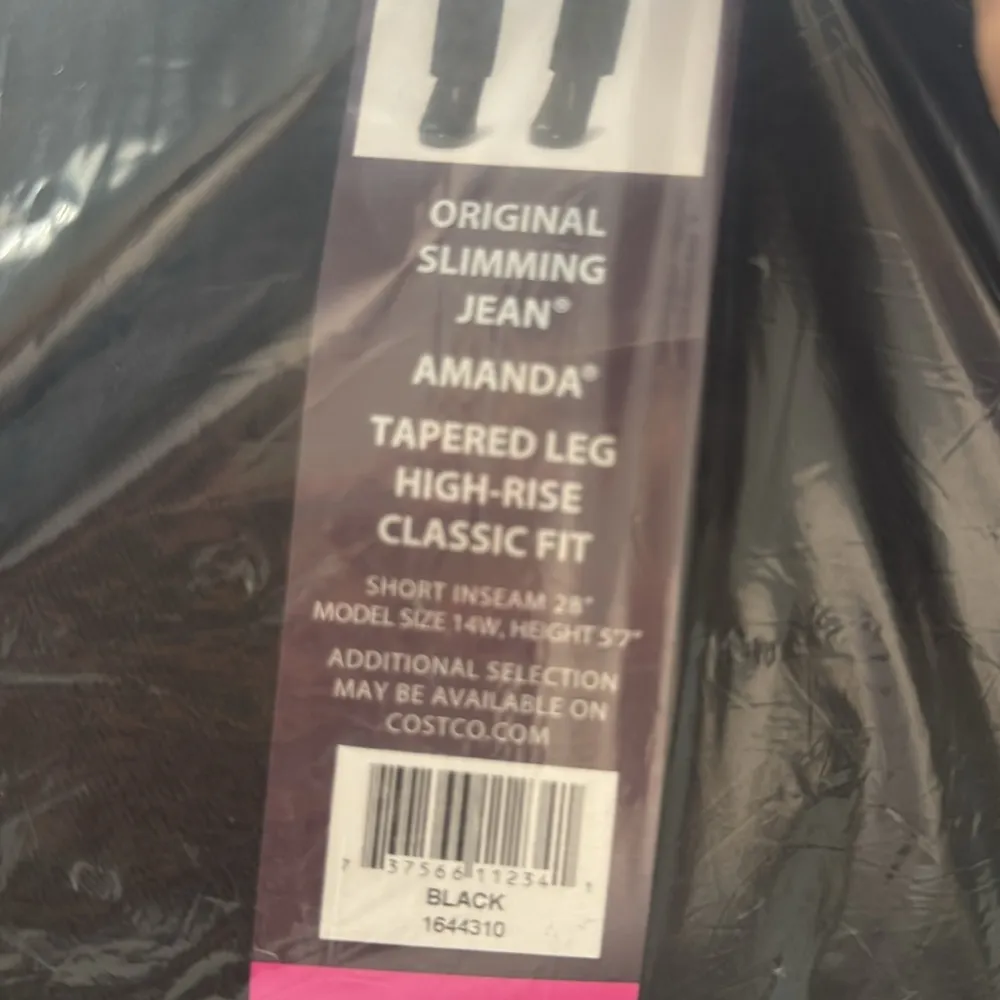 ORIGINAL
SLIMMING
JEAN®
AMANDA®
TAPERED LEG
HIGH-RISE
CLASSIC FIT
SHORT INSEAM 28"
MODEL SIZE 14W, HEIGHT 5'7"
ADDITIONAL SELECTION
MAY BE AVAILABLE ON
COSTCO.COM
7 37566 11234 1
BLACK
1644310